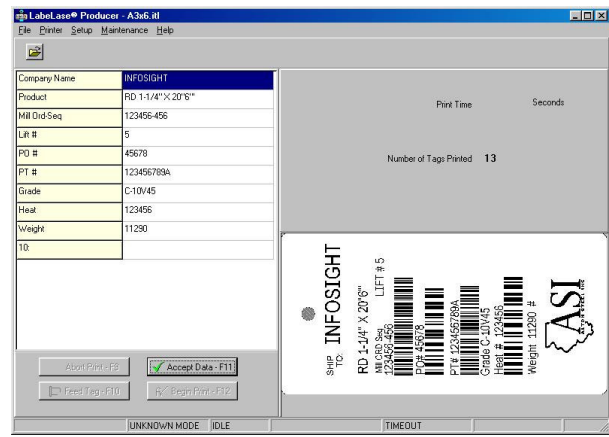 LabeLase® Producer - A3x6.itl
File Printer Setup Maintenance Help
Company Name INFOSIGHT
Product RD 1-1/4" X 20"6'"
Mill Ord-Seq 123456-456
Lift # 5
PO # 45678
PT # 123456789A
Grade C-10V45
Heat 123456
Weight 11290
10:
Print Time Seconds
Number of Tags Printed 13
SHIP TO: INFOSIGHT
RD 1-1/4" X 20"6'"
Mill ORD Seq LIFT # 5
123456-456
PO# 45678
PT# 123456789A
Grade C-10V45
Heat # 123456
Weight 11290 #
ASI
Abort Print - F9
Accept Data - F11
Feed Tag - F10
Begin Print - F12
UNKNOWN MODE IDLE TIMEOUT